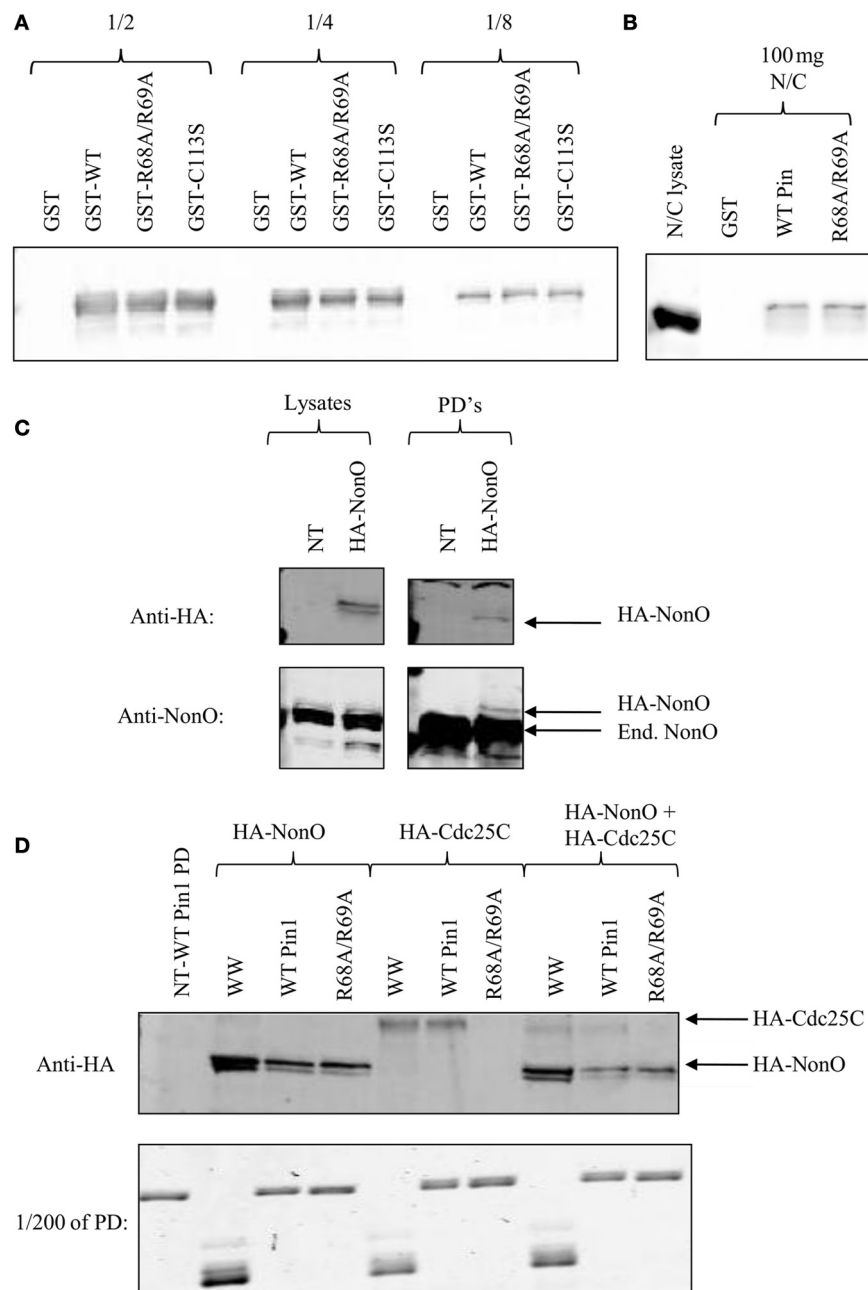 A
1/2
1/4
1/8
GST
GST-WT
GST-R68A/R69A
GST-C113S
GST
GST-WT
GST-R68A/R69A
GST-C113S
GST
GST-WT
GST-R68A/R69A
GST-C113S
B
100 mg
N/C
N/C lysate
GST
WT Pin
R68A/R69A
C
Lysates
PD's
NT
HA-NonO
NT
HA-NonO
Anti-HA:
HA-NonO
Anti-NonO:
HA-NonO
End. NonO
D
HA-NonO
HA-Cdc25C
HA-NonO +
HA-Cdc25C
NT-WT Pin1 PD
WW
WT Pin1
R68A/R69A
WW
WT Pin1
R68A/R69A
WW
WT Pin1
R68A/R69A
HA-Cdc25C
Anti-HA
HA-NonO
1/200 of PD: